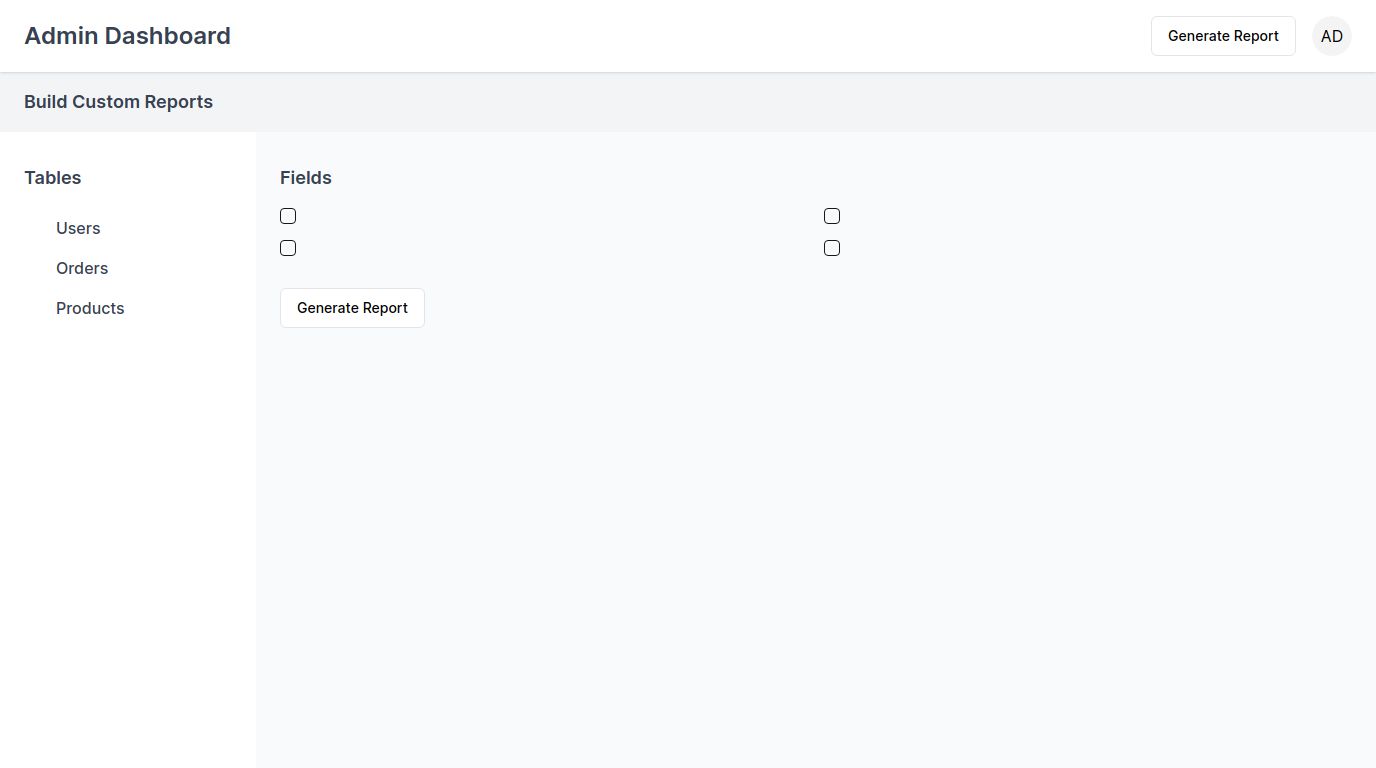 Admin Dashboard
Generate Report
AD
Build Custom Reports
Tables
Fields
Users
Orders
Products
Generate Report